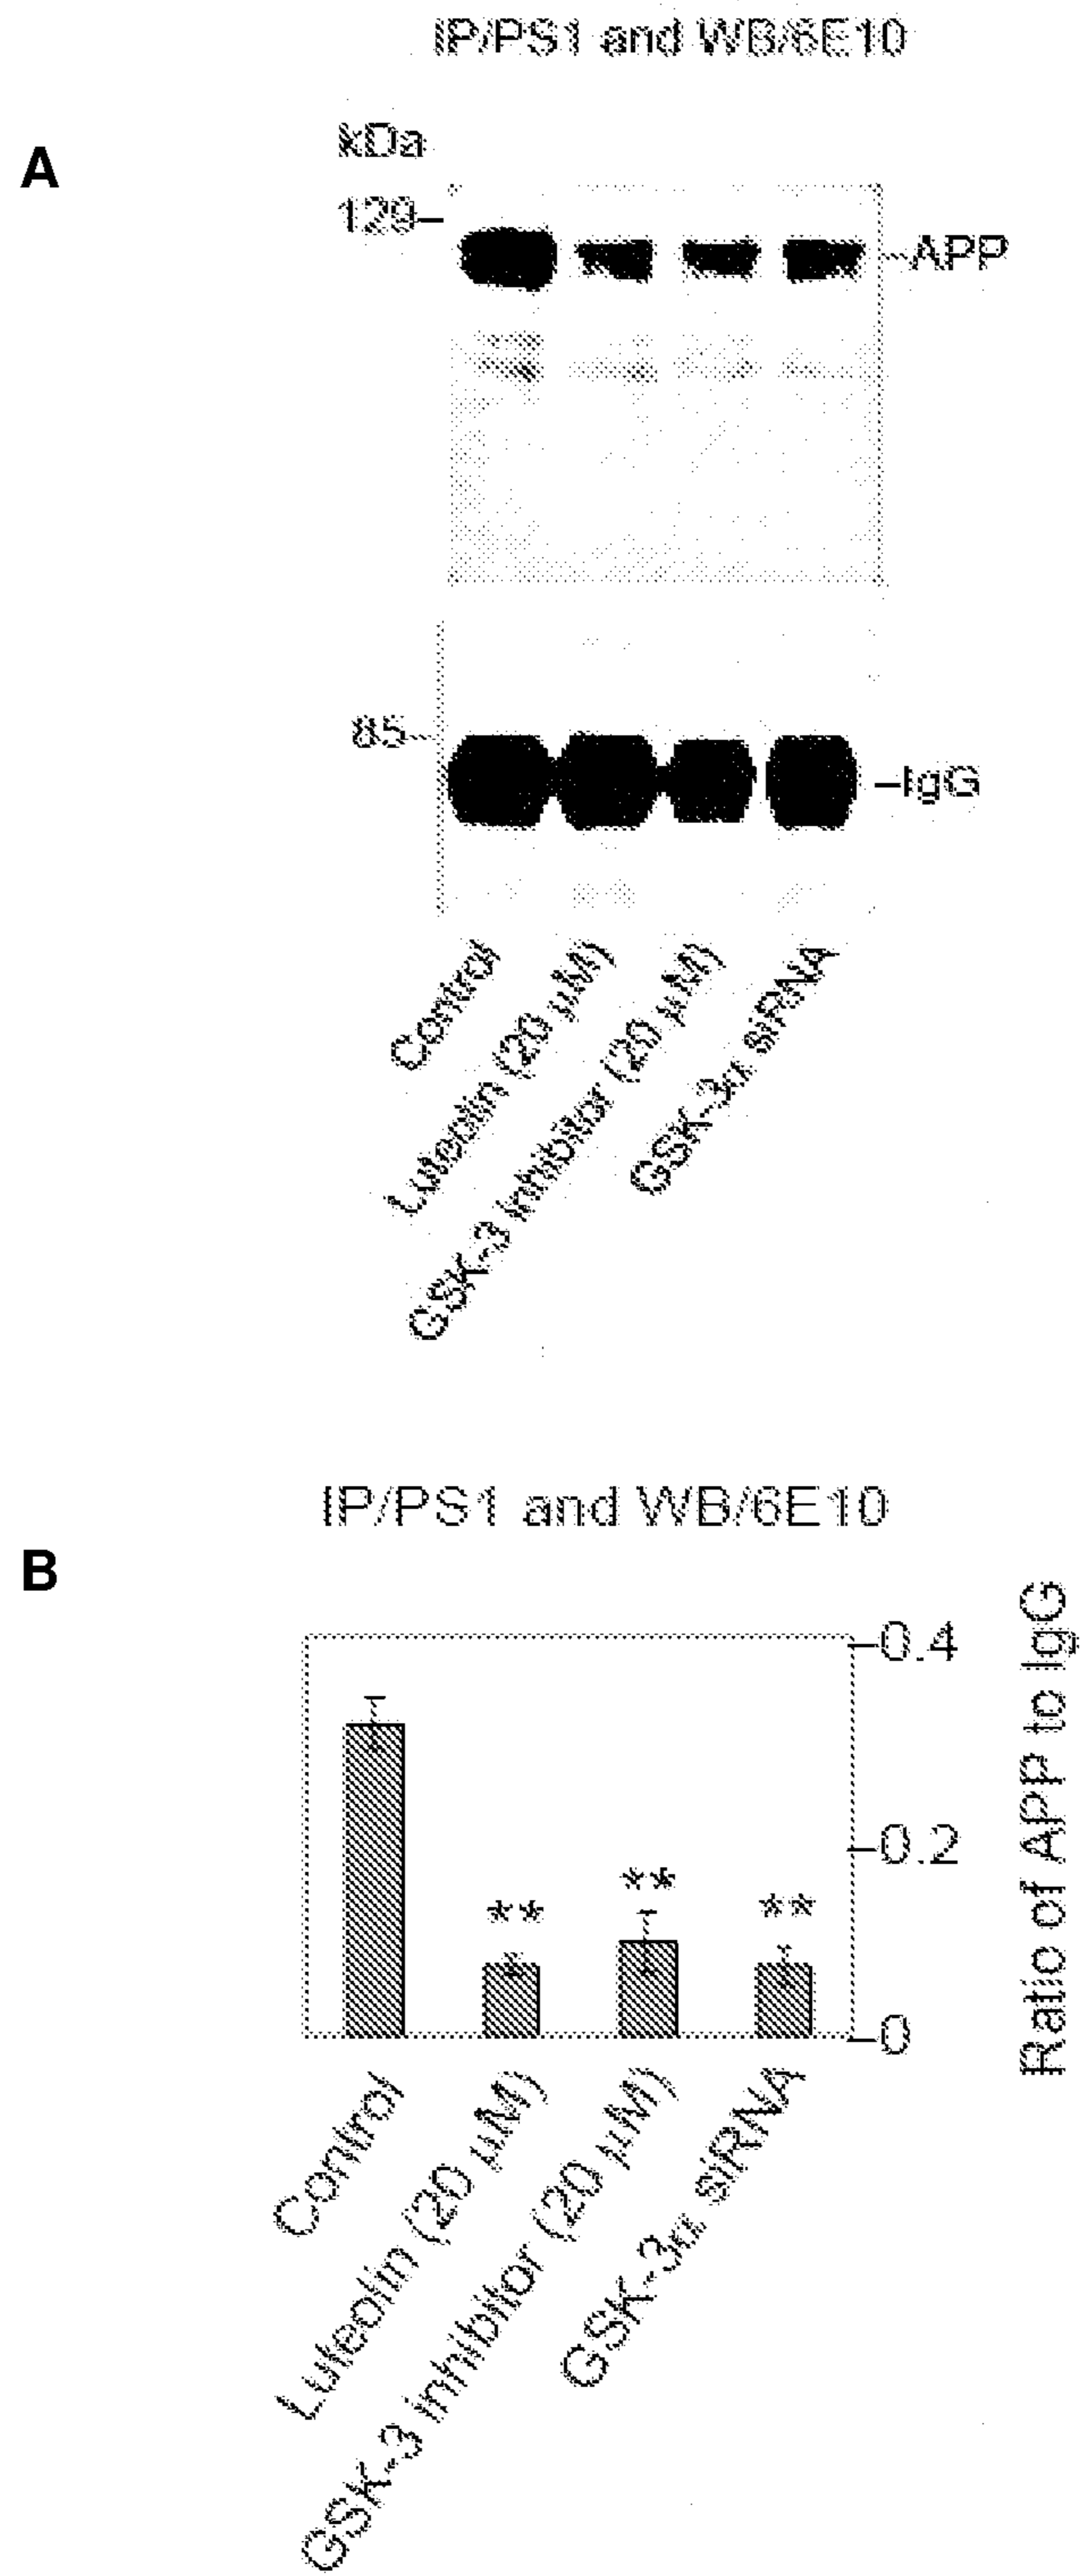 IP/PS1 and WB/6E10
A
kDa
129
APP
85
IgG
Control
Luteolin (20 μM)
GSK-3 inhibitor (20 μM)
GSK-3α siRNA
IP/PS1 and WB/6E10
B
0.4
0.2
0
Ratio of APP to IgG
**
**
**
Control
Luteolin (20 μM)
GSK-3 inhibitor (20 μM)
GSK-3α siRNA